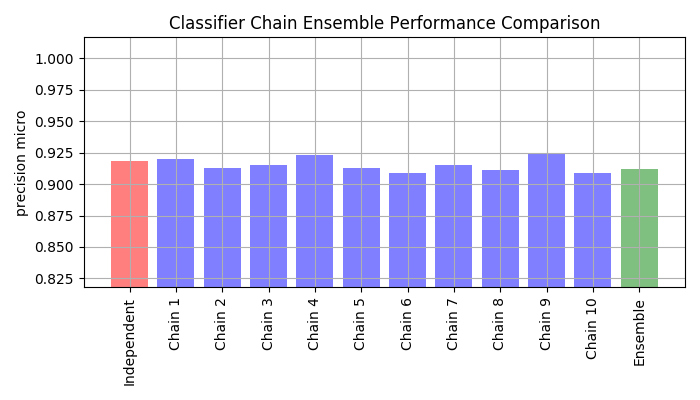 Classifier Chain Ensemble Performance Comparison
precision micro
1.000
0.975
0.950
0.925
0.900
0.875
0.850
0.825
Independent
Chain 1
Chain 2
Chain 3
Chain 4
Chain 5
Chain 6
Chain 7
Chain 8
Chain 9
Chain 10
Ensemble